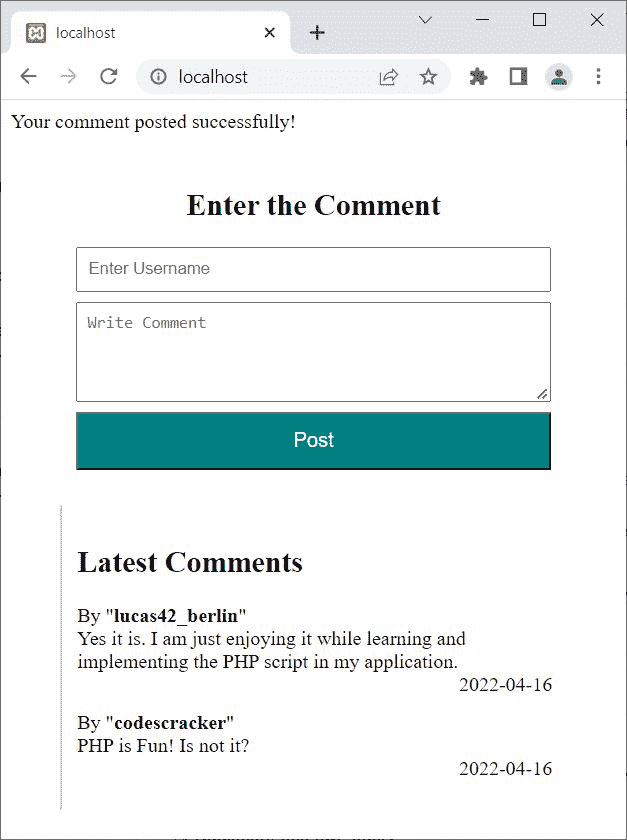 localhost
localhost
Your comment posted successfully!
Enter the Comment
Enter Username
Write Comment
Post
Latest Comments
By "lucas42_berlin"
Yes it is. I am just enjoying it while learning and
implementing the PHP script in my application.
2022-04-16
By "codescracker"
PHP is Fun! Is not it?
2022-04-16